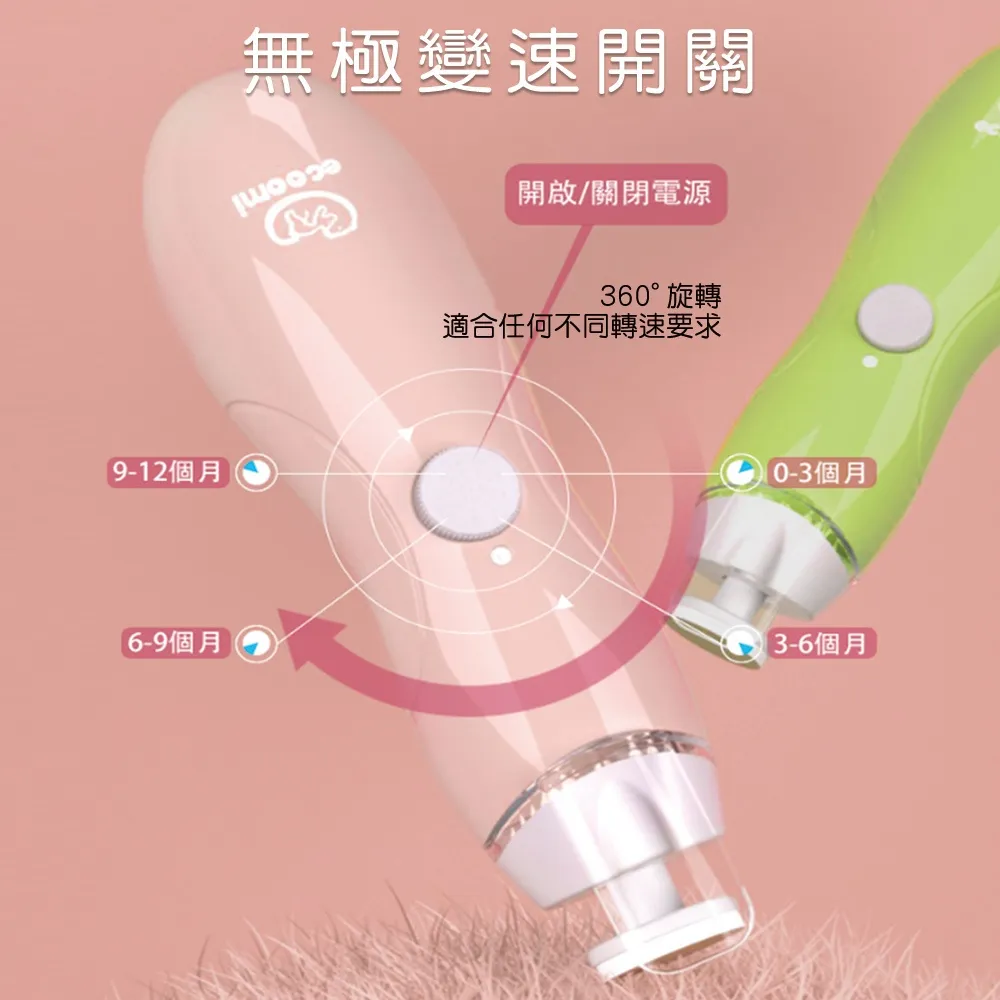 無極變速開關
ecoomi
開啟/關閉電源
360°旋轉
適合任何不同轉速要求
9-12個月
0-3個月
6-9個月
3-6個月